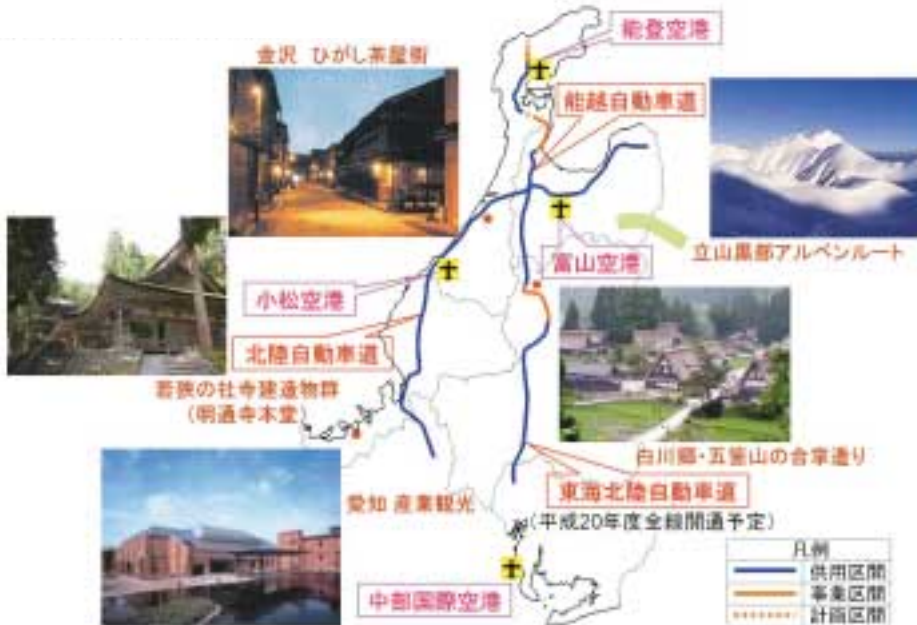 能登空港
金沢 ひがし茶屋街
能越自動車道
立山黒部アルペンルート
富山空港
小松空港
北陸自動車道
若狭の社寺建造物群
(明通寺本堂)
白川郷・五箇山の合掌造り
愛知 産業観光
東海北陸自動車道
(平成20年度全線開通予定)
中部国際空港
凡例
供用区間
事業区間
計画区間